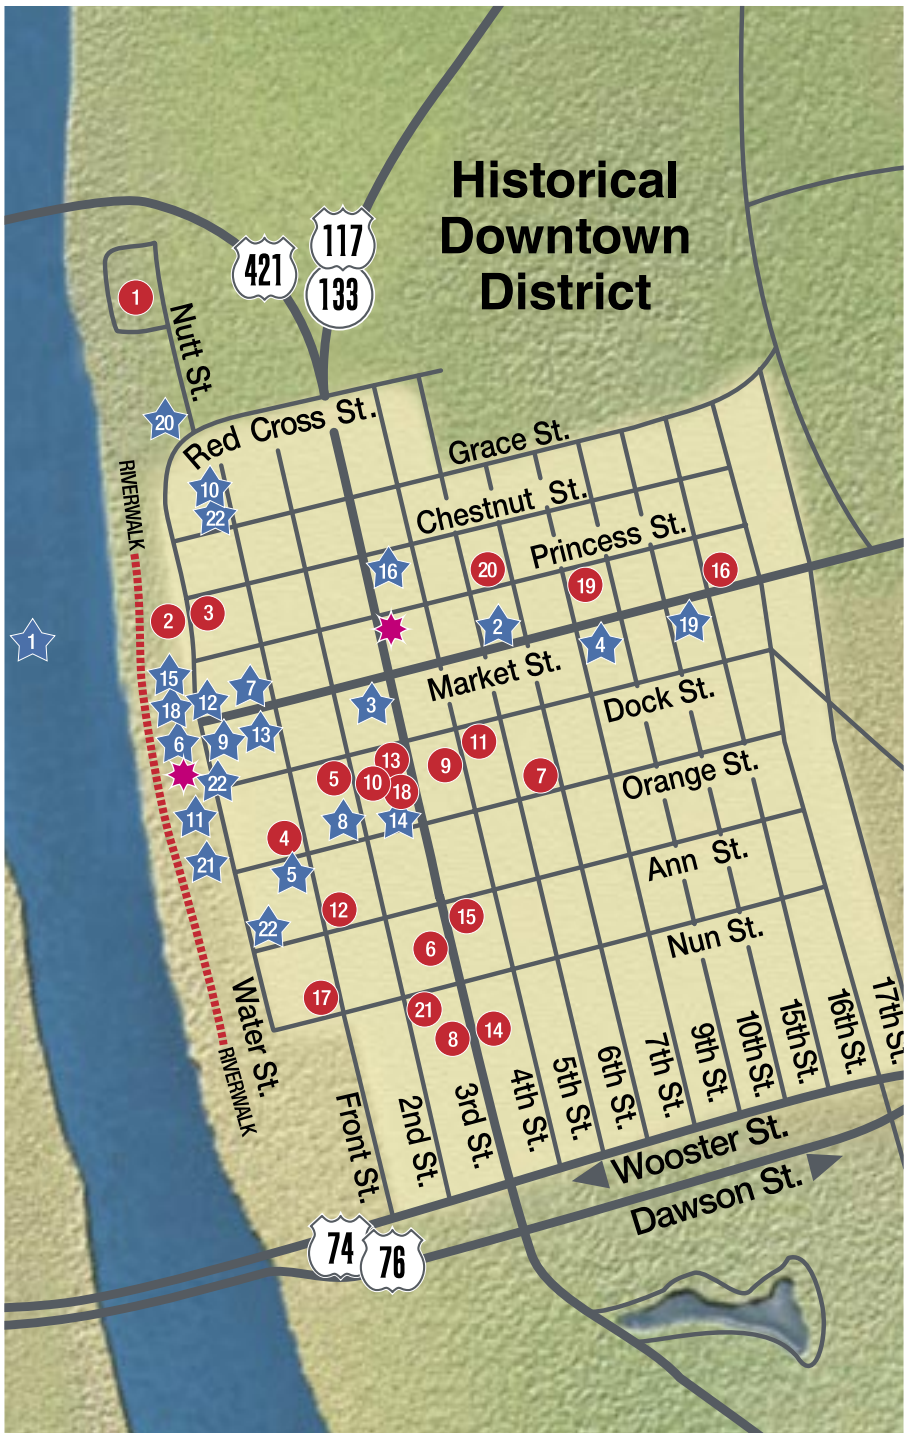 Historical
Downtown
District
117
421
133
1
Nutt St.
20
Red Cross St.
Grace St.
RIVERWALK
10
22
Chestnut St.
Princess St.
16
20
19
16
2
3
1
2
4
19
15
18
12
7
Market St.
3
Dock St.
6
9
13
22
11
9
13
5
10
18
7
Orange St.
11
8
14
4
21
5
Ann St.
12
15
22
6
Nun St.
17
21
8
14
Water St.
RIVERWALK
Front St.
2nd St.
3rd St.
4th St.
5th St.
6th St.
7th St.
9th St.
10th St.
15th St.
16th St.
17th St.
Wooster St.
Dawson St.
74
76